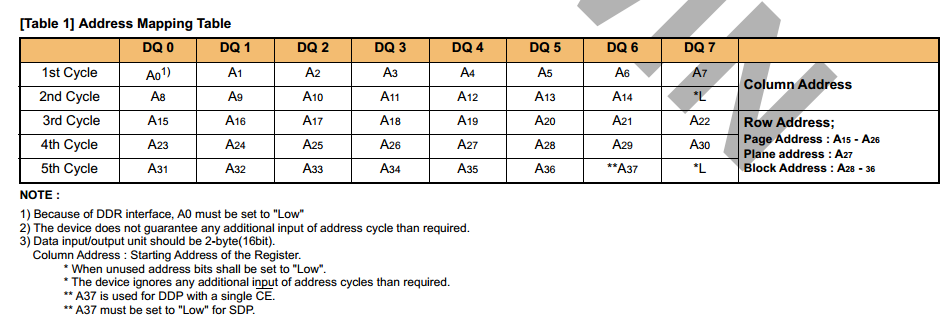 [Table 1] Address Mapping Table
DQ 0 DQ 1 DQ 2 DQ 3 DQ 4 DQ 5 DQ 6 DQ 7
1st Cycle A01) A1 A2 A3 A4 A5 A6 A7 Column Address
2nd Cycle A8 A9 A10 A11 A12 A13 A14 *L
3rd Cycle A15 A16 A17 A18 A19 A20 A21 A22 Row Address;
4th Cycle A23 A24 A25 A26 A27 A28 A29 A30 Page Address : A15 - A26
Plane address : A27
5th Cycle A31 A32 A33 A34 A35 A36 **A37 *L Block Address : A28 - 36
NOTE :
1) Because of DDR interface, A0 must be set to "Low"
2) The device does not guarantee any additional input of address cycle than required.
3) Data input/output unit should be 2-byte(16bit).
Column Address : Starting Address of the Register.
* When unused address bits shall be set to "Low".
* The device ignores any additional input of address cycles than required.
** A37 is used for DDP with a single CE.
** A37 must be set to "Low" for SDP.